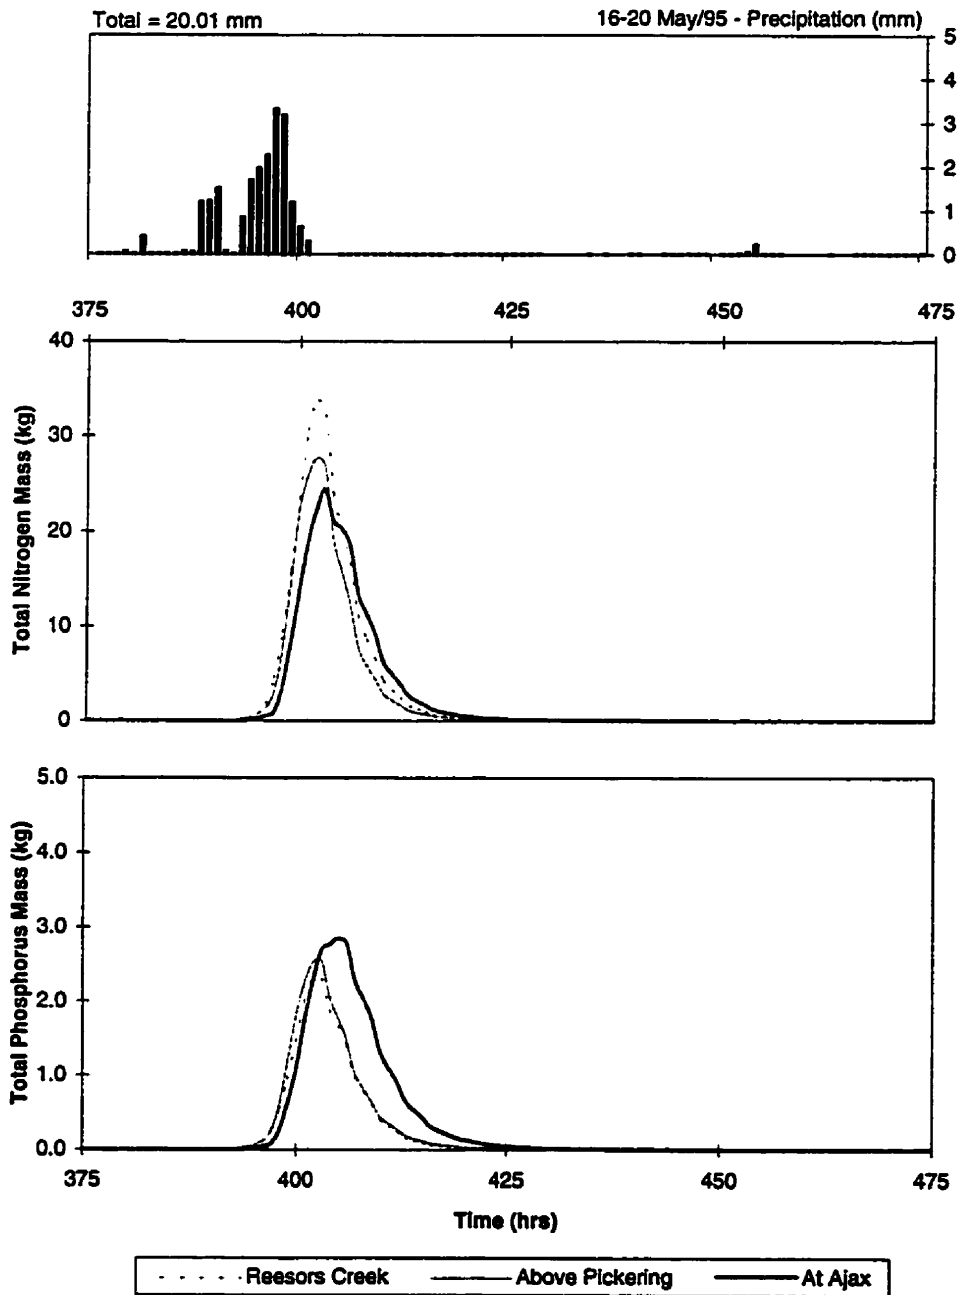 Total = 20.01 mm 16-20 May/95 - Precipitation (mm)
5
4
3
2
1
0
375 400 425 450 475
40
30
20
10
0
Total Nitrogen Mass (kg)
5.0
4.0
3.0
2.0
1.0
0.0
Total Phosphorus Mass (kg)
375 400 425 450 475
Time (hrs)
Reesors Creek Above Pickering At Ajax